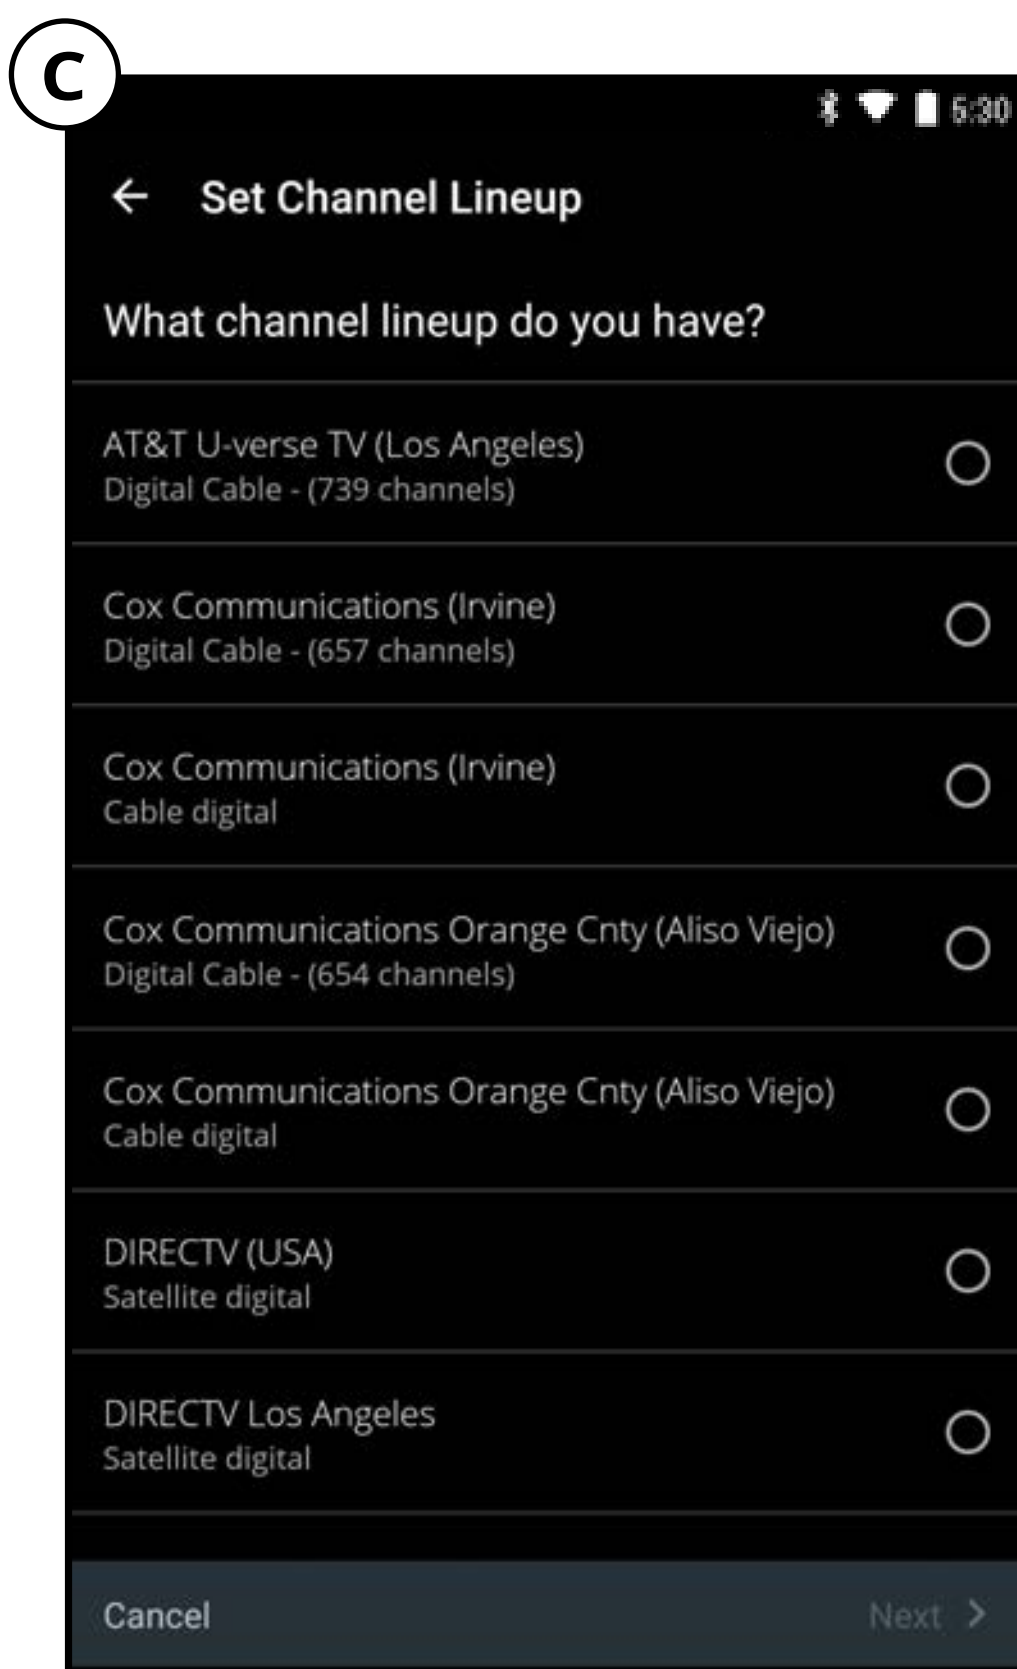 C
5:30
Set Channel Lineup
What channel lineup do you have?
AT&T U-verse TV (Los Angeles)
Digital Cable - (739 channels)
Cox Communications (Irvine)
Digital Cable - (657 channels)
Cox Communications (Irvine)
Cable digital
Cox Communications Orange Cnty (Aliso Viejo)
Digital Cable - (654 channels)
Cox Communications Orange Cnty (Aliso Viejo)
Cable digital
DIRECTV (USA)
Satellite digital
DIRECTV Los Angeles
Satellite digital
Cancel Next